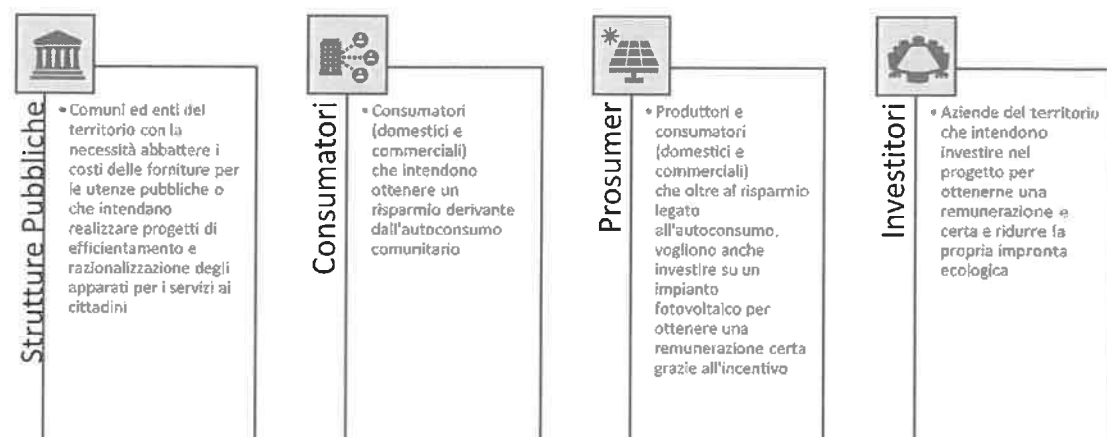 Strutture Pubbliche
• Comuni ed enti del
territorio con la
necessità abbattere i
costi delle forniture per
le utenze pubbliche o
che intendano
realizzare progetti di
efficientamento e
razionalizzazione degli
apparati per i servizi ai
cittadini
Consumatori
• Consumatori
(domestici e
commerciali)
che intendono
ottenere un
risparmio derivante
dall'autoconsumo
comunitario
Prosumer
• Produttori e
consumatori
(domestici e
commerciali)
che oltre al risparmio
legato
all'autoconsumo,
vogliono anche
investire su un
impianto
fotovoltaico per
ottenere una
remunerazione certa
grazie all'incentivo
Investitori
• Aziende del territorio
che intendono
investire nel
progetto per
ottenerne una
remunerazione e
certa e ridurre la
propria impronta
ecologica